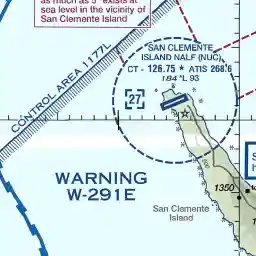 as much as 5° exists at
sea level in the vicinity of
San Clemente Island
CONTROL AREA 1177L
SAN CLEMENTE
ISLAND NALF (NUC)
CT - 126.75 ★ ATIS 268.6
184 *L 93
27
WARNING
W-291E
1350
San Clemente
Island